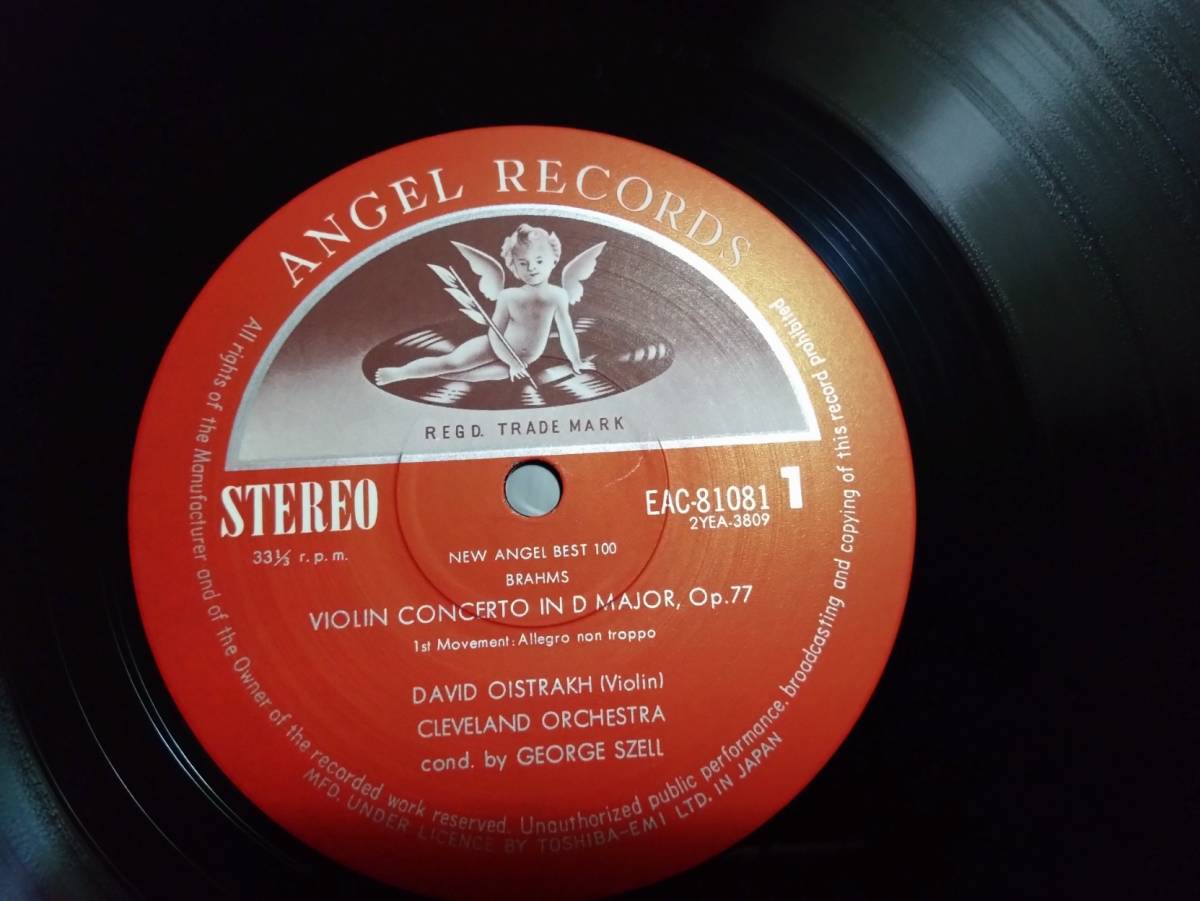 ANGEL RECORDS
REGD. TRADE MARK
STEREO
33⅓ r.p.m.
EAC-81081 1
2YEA-3809
NEW ANGEL BEST 100
BRAHMS
VIOLIN CONCERTO IN D MAJOR, Op.77
1st Movement: Allegro non troppo
DAVID OISTRAKH (Violin)
CLEVELAND ORCHESTRA
cond. by GEORGE SZELL
All rights of the Manufacturer and of the Owner of the recorded work reserved. Unauthorized public performance, broadcasting and copying of this record prohibited
MFD. UNDER LICENCE BY TOSHIBA-EMI LTD. IN JAPAN